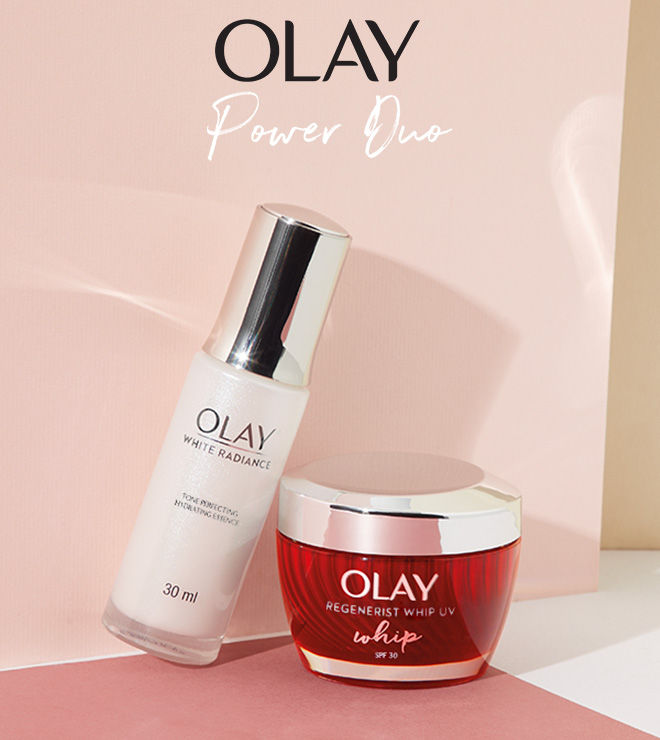 OLAY
Power Duo
OLAY
WHITE RADIANCE
TONE PERFECTING
HYDRATING ESSENCE
30 ml
OLAY
REGENERIST WHIP UV
whip
SPF 30